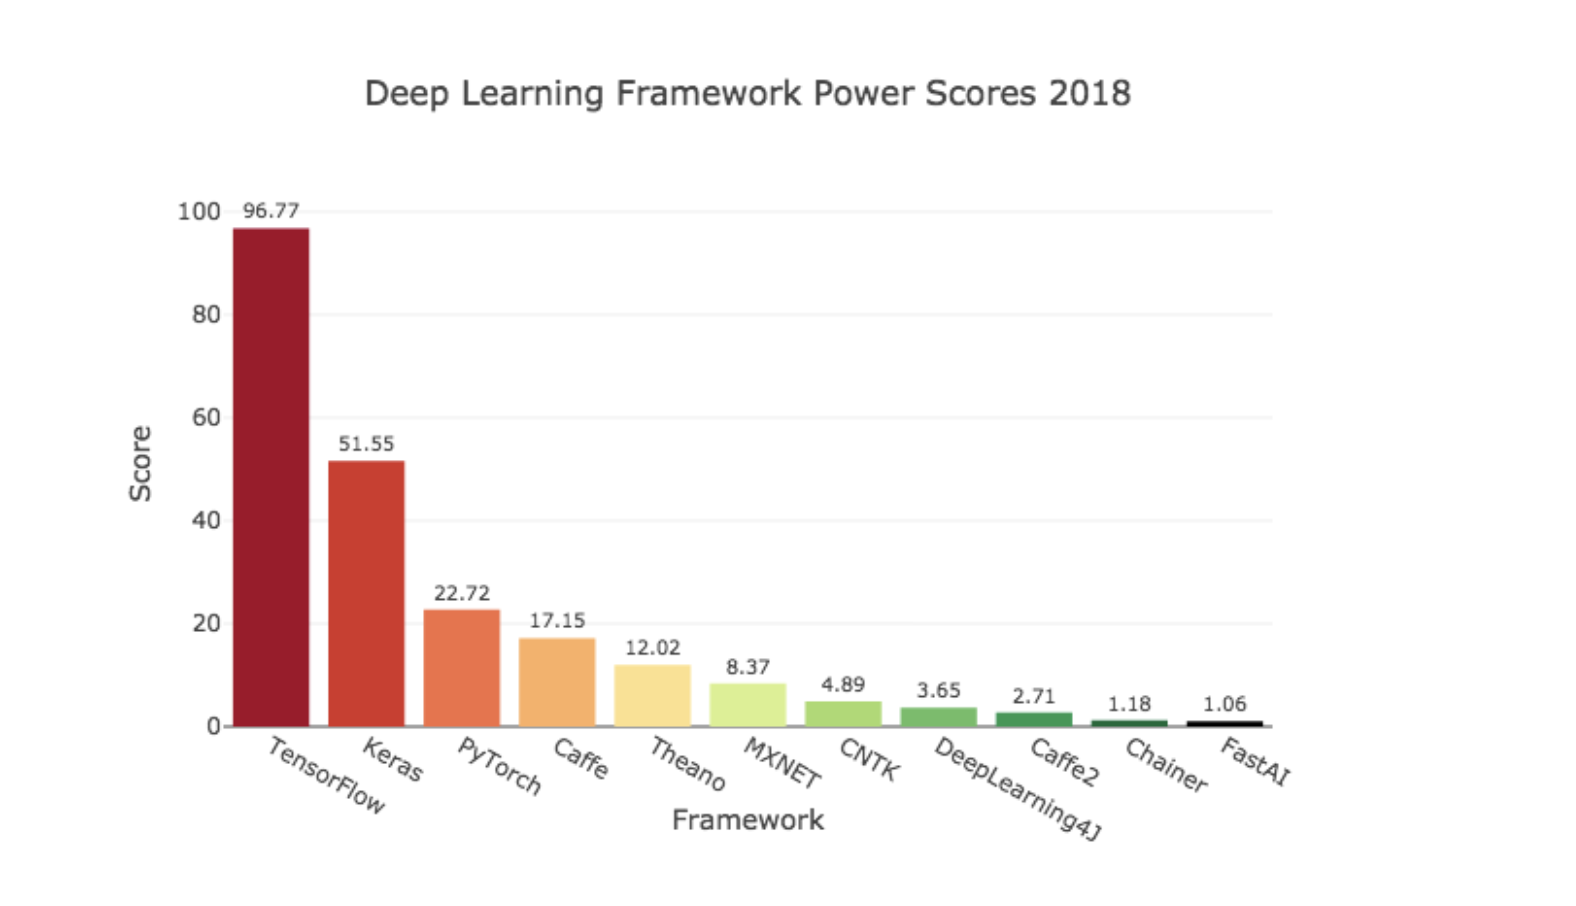 Deep Learning Framework Power Scores 2018
100
80
60
40
20
0
Score
96.77
51.55
22.72
17.15
12.02
8.37
4.89
3.65
2.71
1.18
1.06
TensorFlow
Keras
PyTorch
Caffe
Theano
MXNET
CNTK
DeepLearning4J
Caffe2
Chainer
FastAI
Framework